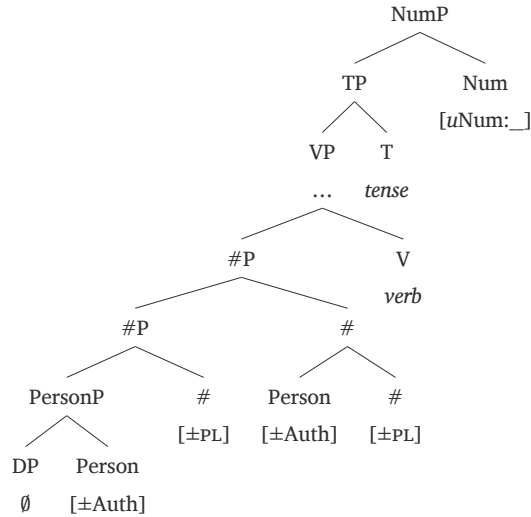 NumP
TP Num
[uNum:_]
VP T
… tense
#P V
verb
#P #
PersonP # Person #
[±PL] [±Auth] [±PL]
DP Person
∅ [±Auth]